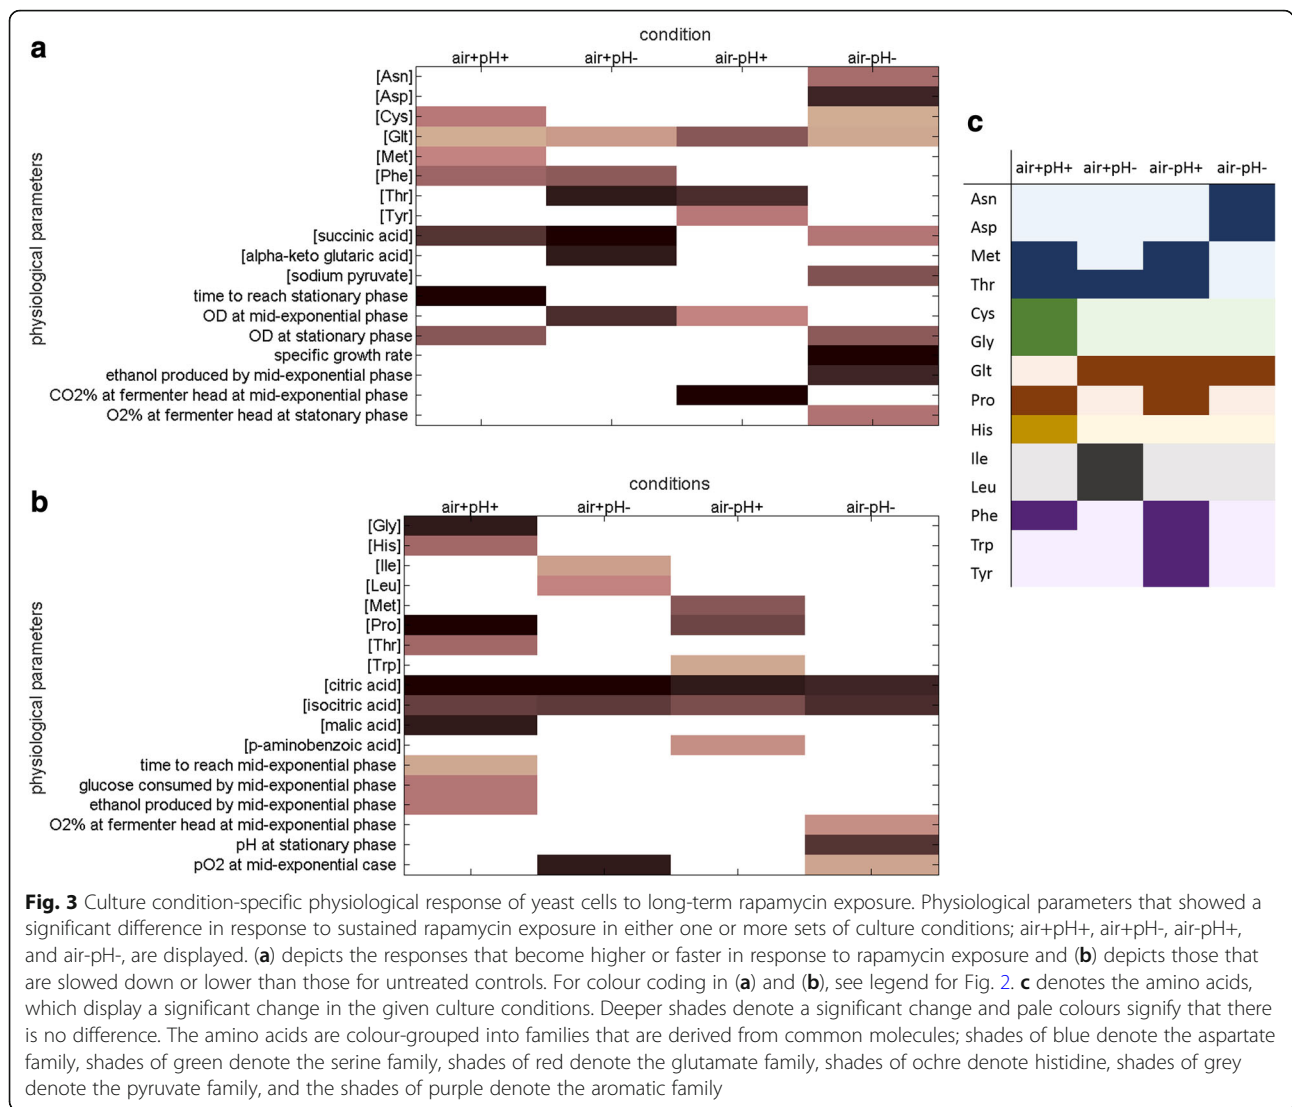 a
condition
air+pH+ air+pH- air-pH+ air-pH-
physiological parameters
[Asn]
[Asp]
[Cys]
[Glt]
[Met]
[Phe]
[Thr]
[Tyr]
[succinic acid]
[alpha-keto glutaric acid]
[sodium pyruvate]
time to reach stationary phase
OD at mid-exponential phase
OD at stationary phase
specific growth rate
ethanol produced by mid-exponential phase
CO2% at fermenter head at mid-exponential phase
O2% at fermenter head at statonary phase
b
conditions
air+pH+ air+pH- air-pH+ air-pH-
physiological parameters
[Gly]
[His]
[Ile]
[Leu]
[Met]
[Pro]
[Thr]
[Trp]
[citric acid]
[isocitric acid]
[malic acid]
[p-aminobenzoic acid]
time to reach mid-exponential phase
glucose consumed by mid-exponential phase
ethanol produced by mid-exponential phase
O2% at fermenter head at mid-exponential phase
pH at stationary phase
pO2 at mid-exponential case
c
air+pH+ air+pH- air-pH+ air-pH-
Asn
Asp
Met
Thr
Cys
Gly
Glt
Pro
His
Ile
Leu
Phe
Trp
Tyr
Fig. 3 Culture condition-specific physiological response of yeast cells to long-term rapamycin exposure. Physiological parameters that showed a
significant difference in response to sustained rapamycin exposure in either one or more sets of culture conditions; air+pH+, air+pH-, air-pH+,
and air-pH-, are displayed. (a) depicts the responses that become higher or faster in response to rapamycin exposure and (b) depicts those that
are slowed down or lower than those for untreated controls. For colour coding in (a) and (b), see legend for Fig. 2. c denotes the amino acids,
which display a significant change in the given culture conditions. Deeper shades denote a significant change and pale colours signify that there
is no difference. The amino acids are colour-grouped into families that are derived from common molecules; shades of blue denote the aspartate
family, shades of green denote the serine family, shades of red denote the glutamate family, shades of ochre denote histidine, shades of grey
denote the pyruvate family, and the shades of purple denote the aromatic family